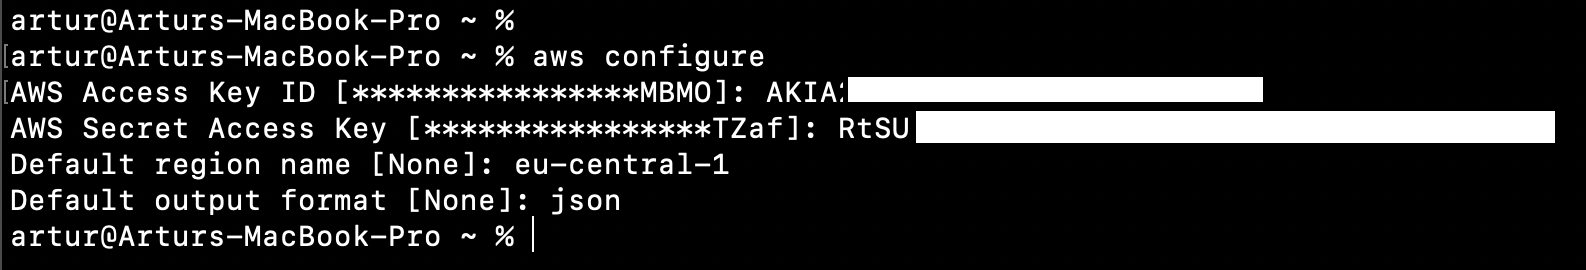 artur@Arturs-MacBook-Pro ~ %
artur@Arturs-MacBook-Pro ~ % aws configure
AWS Access Key ID [****************MBMO]: AKIA
AWS Secret Access Key [****************TZaf]: RtSU
Default region name [None]: eu-central-1
Default output format [None]: json
artur@Arturs-MacBook-Pro ~ %